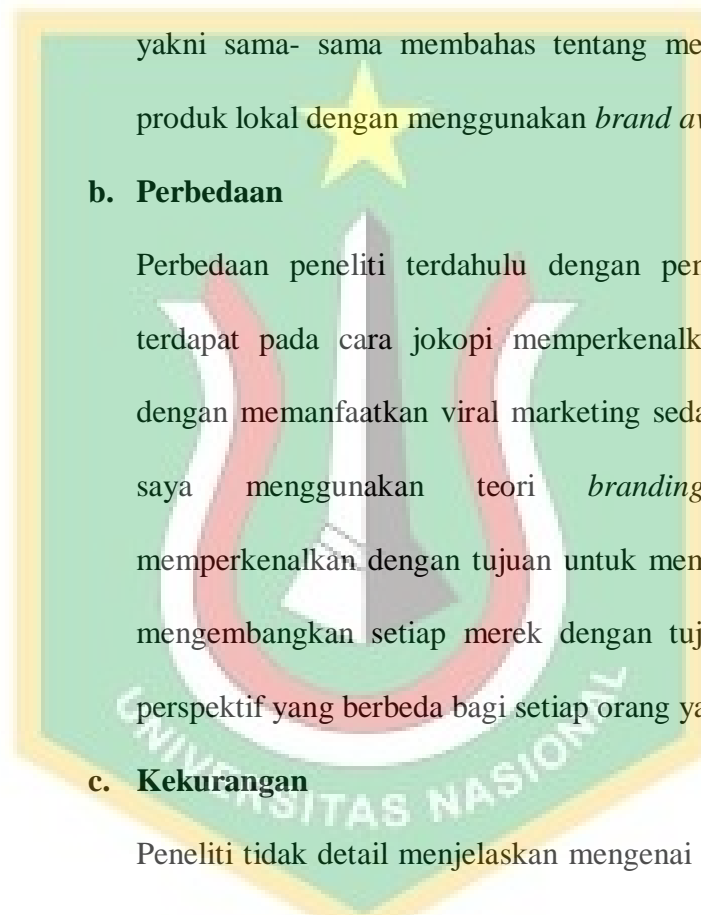 yakni sama- sama membahas tentang me
produk lokal dengan menggunakan brand av
b. Perbedaan
Perbedaan peneliti terdahulu dengan pen
terdapat pada cara jokopi memperkenalk
dengan memanfaatkan viral marketing seda
saya menggunakan teori branding
memperkenalkan dengan tujuan untuk men
mengembangkan setiap merek dengan tuj
perspektif yang berbeda bagi setiap orang ya
UNIVERSITAS NASIONAL
c. Kekurangan
Peneliti tidak detail menjelaskan mengenai